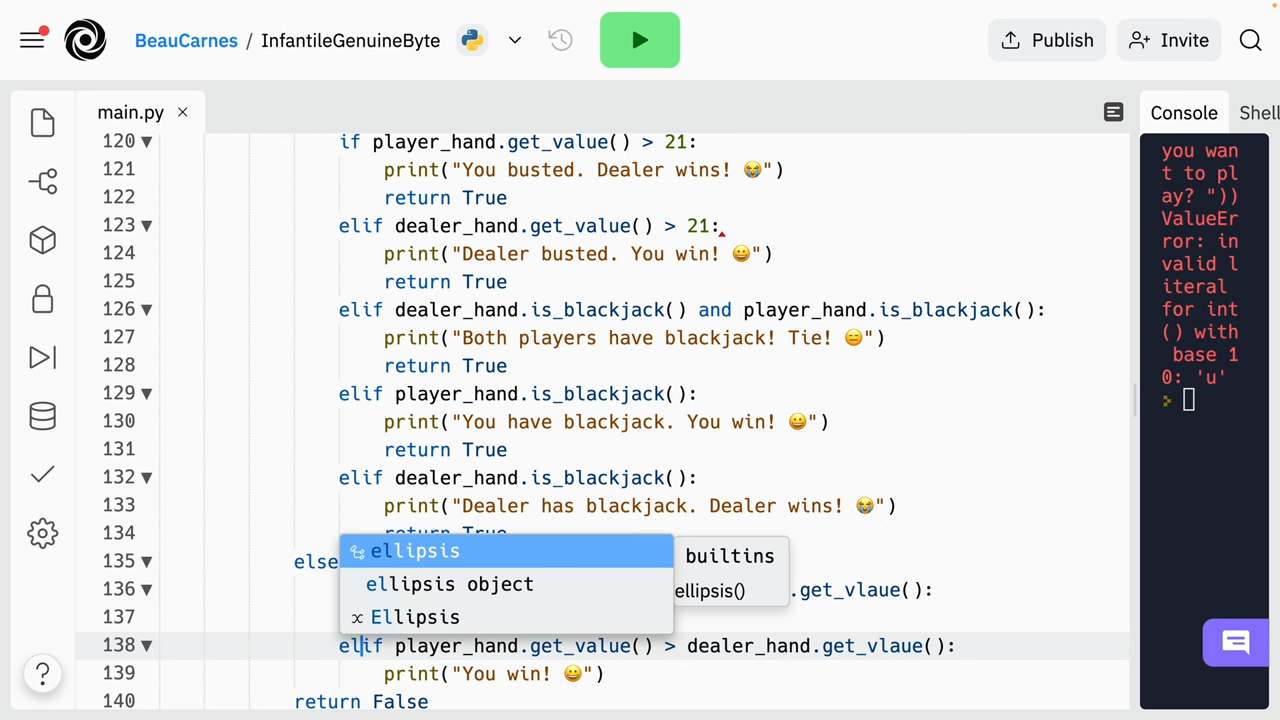 BeauCarnes / InfantileGenuineByte
Publish
Invite
main.py
Console
Shell
120 if player_hand.get_value() > 21:
121 print("You busted. Dealer wins! 😭")
122 return True
123 elif dealer_hand.get_value() > 21:
124 print("Dealer busted. You win! 😀")
125 return True
126 elif dealer_hand.is_blackjack() and player_hand.is_blackjack():
127 print("Both players have blackjack! Tie! 😑")
128 return True
129 elif player_hand.is_blackjack():
130 print("You have blackjack. You win! 😀")
131 return True
132 elif dealer_hand.is_blackjack():
133 print("Dealer has blackjack. Dealer wins! 😭")
134 return True
135 else
136 .get_vlaue():
137
138 elif player_hand.get_value() > dealer_hand.get_vlaue():
139 print("You win! 😀")
140 return False
ellipsis
ellipsis object
x Ellipsis
builtins
ellipsis()
you wan
t to pl
ay? "))
ValueEr
ror: in
valid l
iteral
for int
() with
base 1
0: 'u'
?